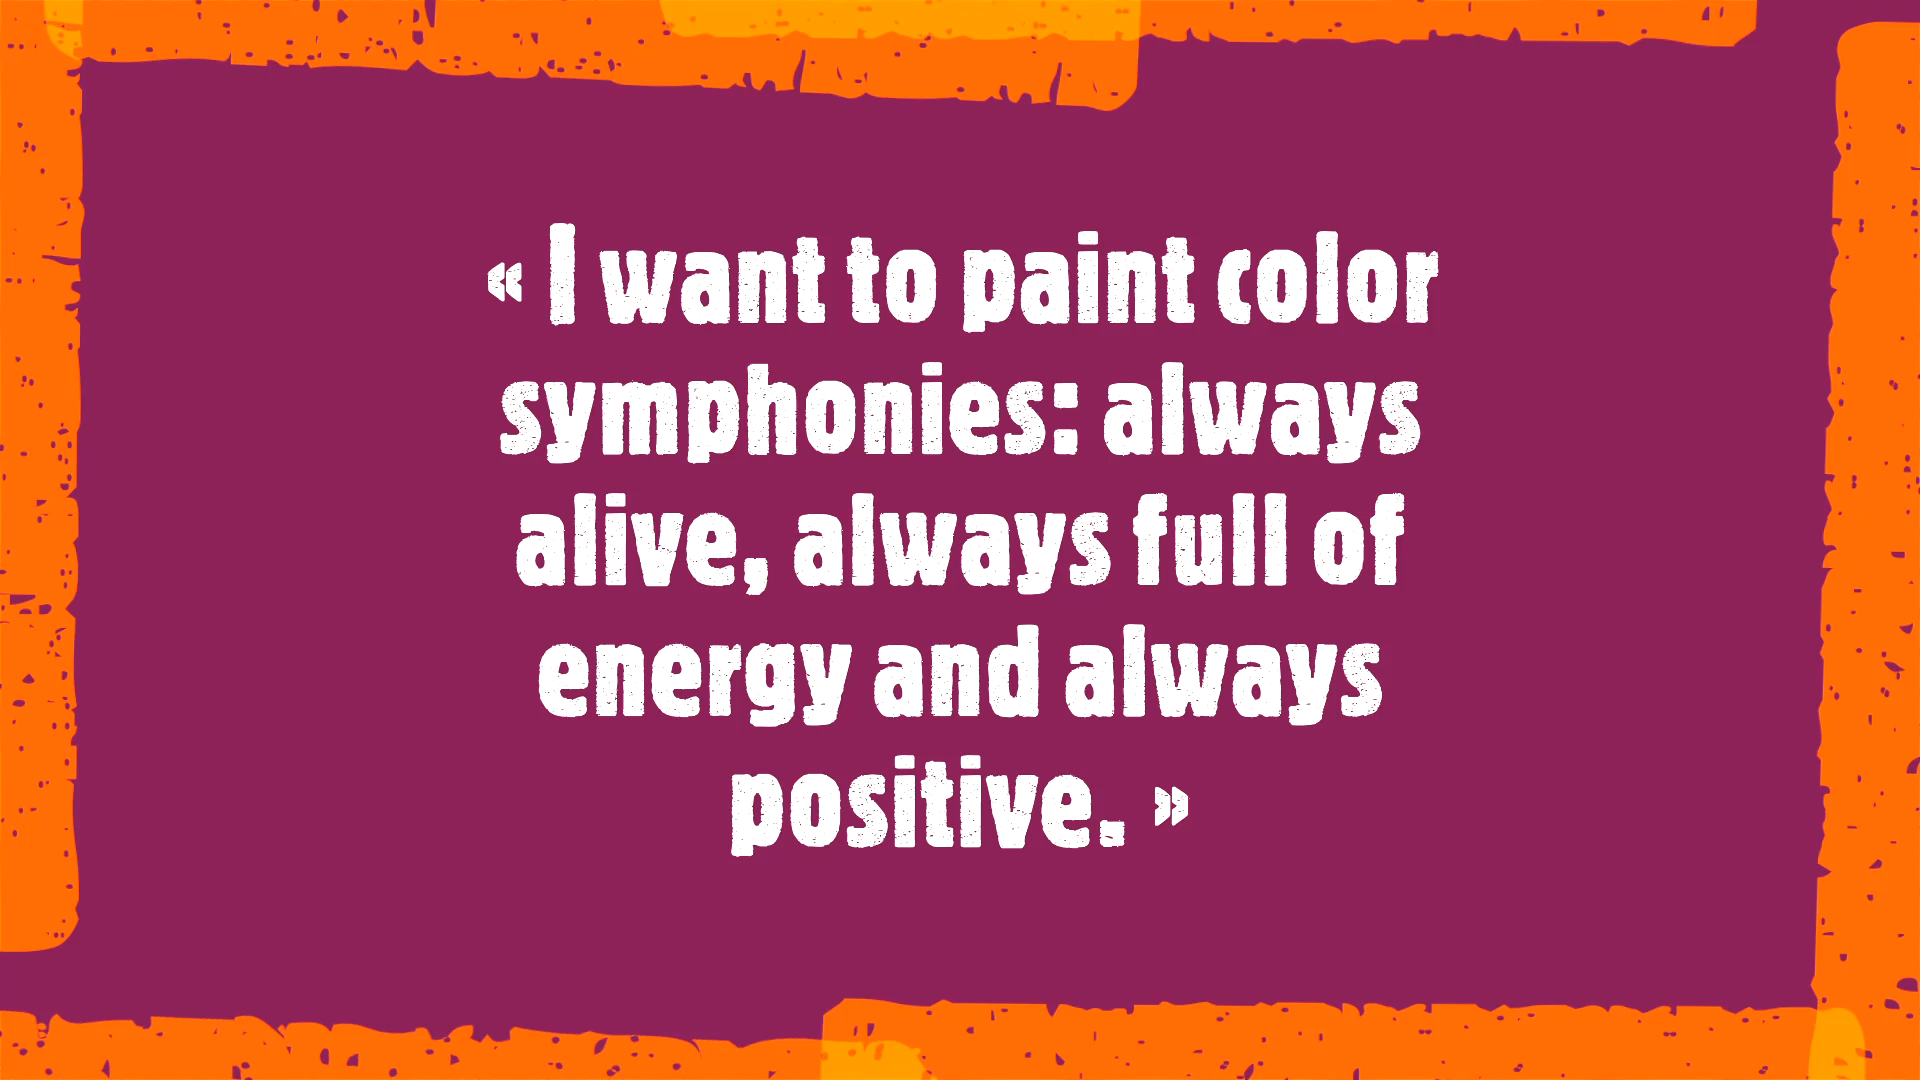 « I want to paint color
symphonies: always
alive, always full of
energy and always
positive. »